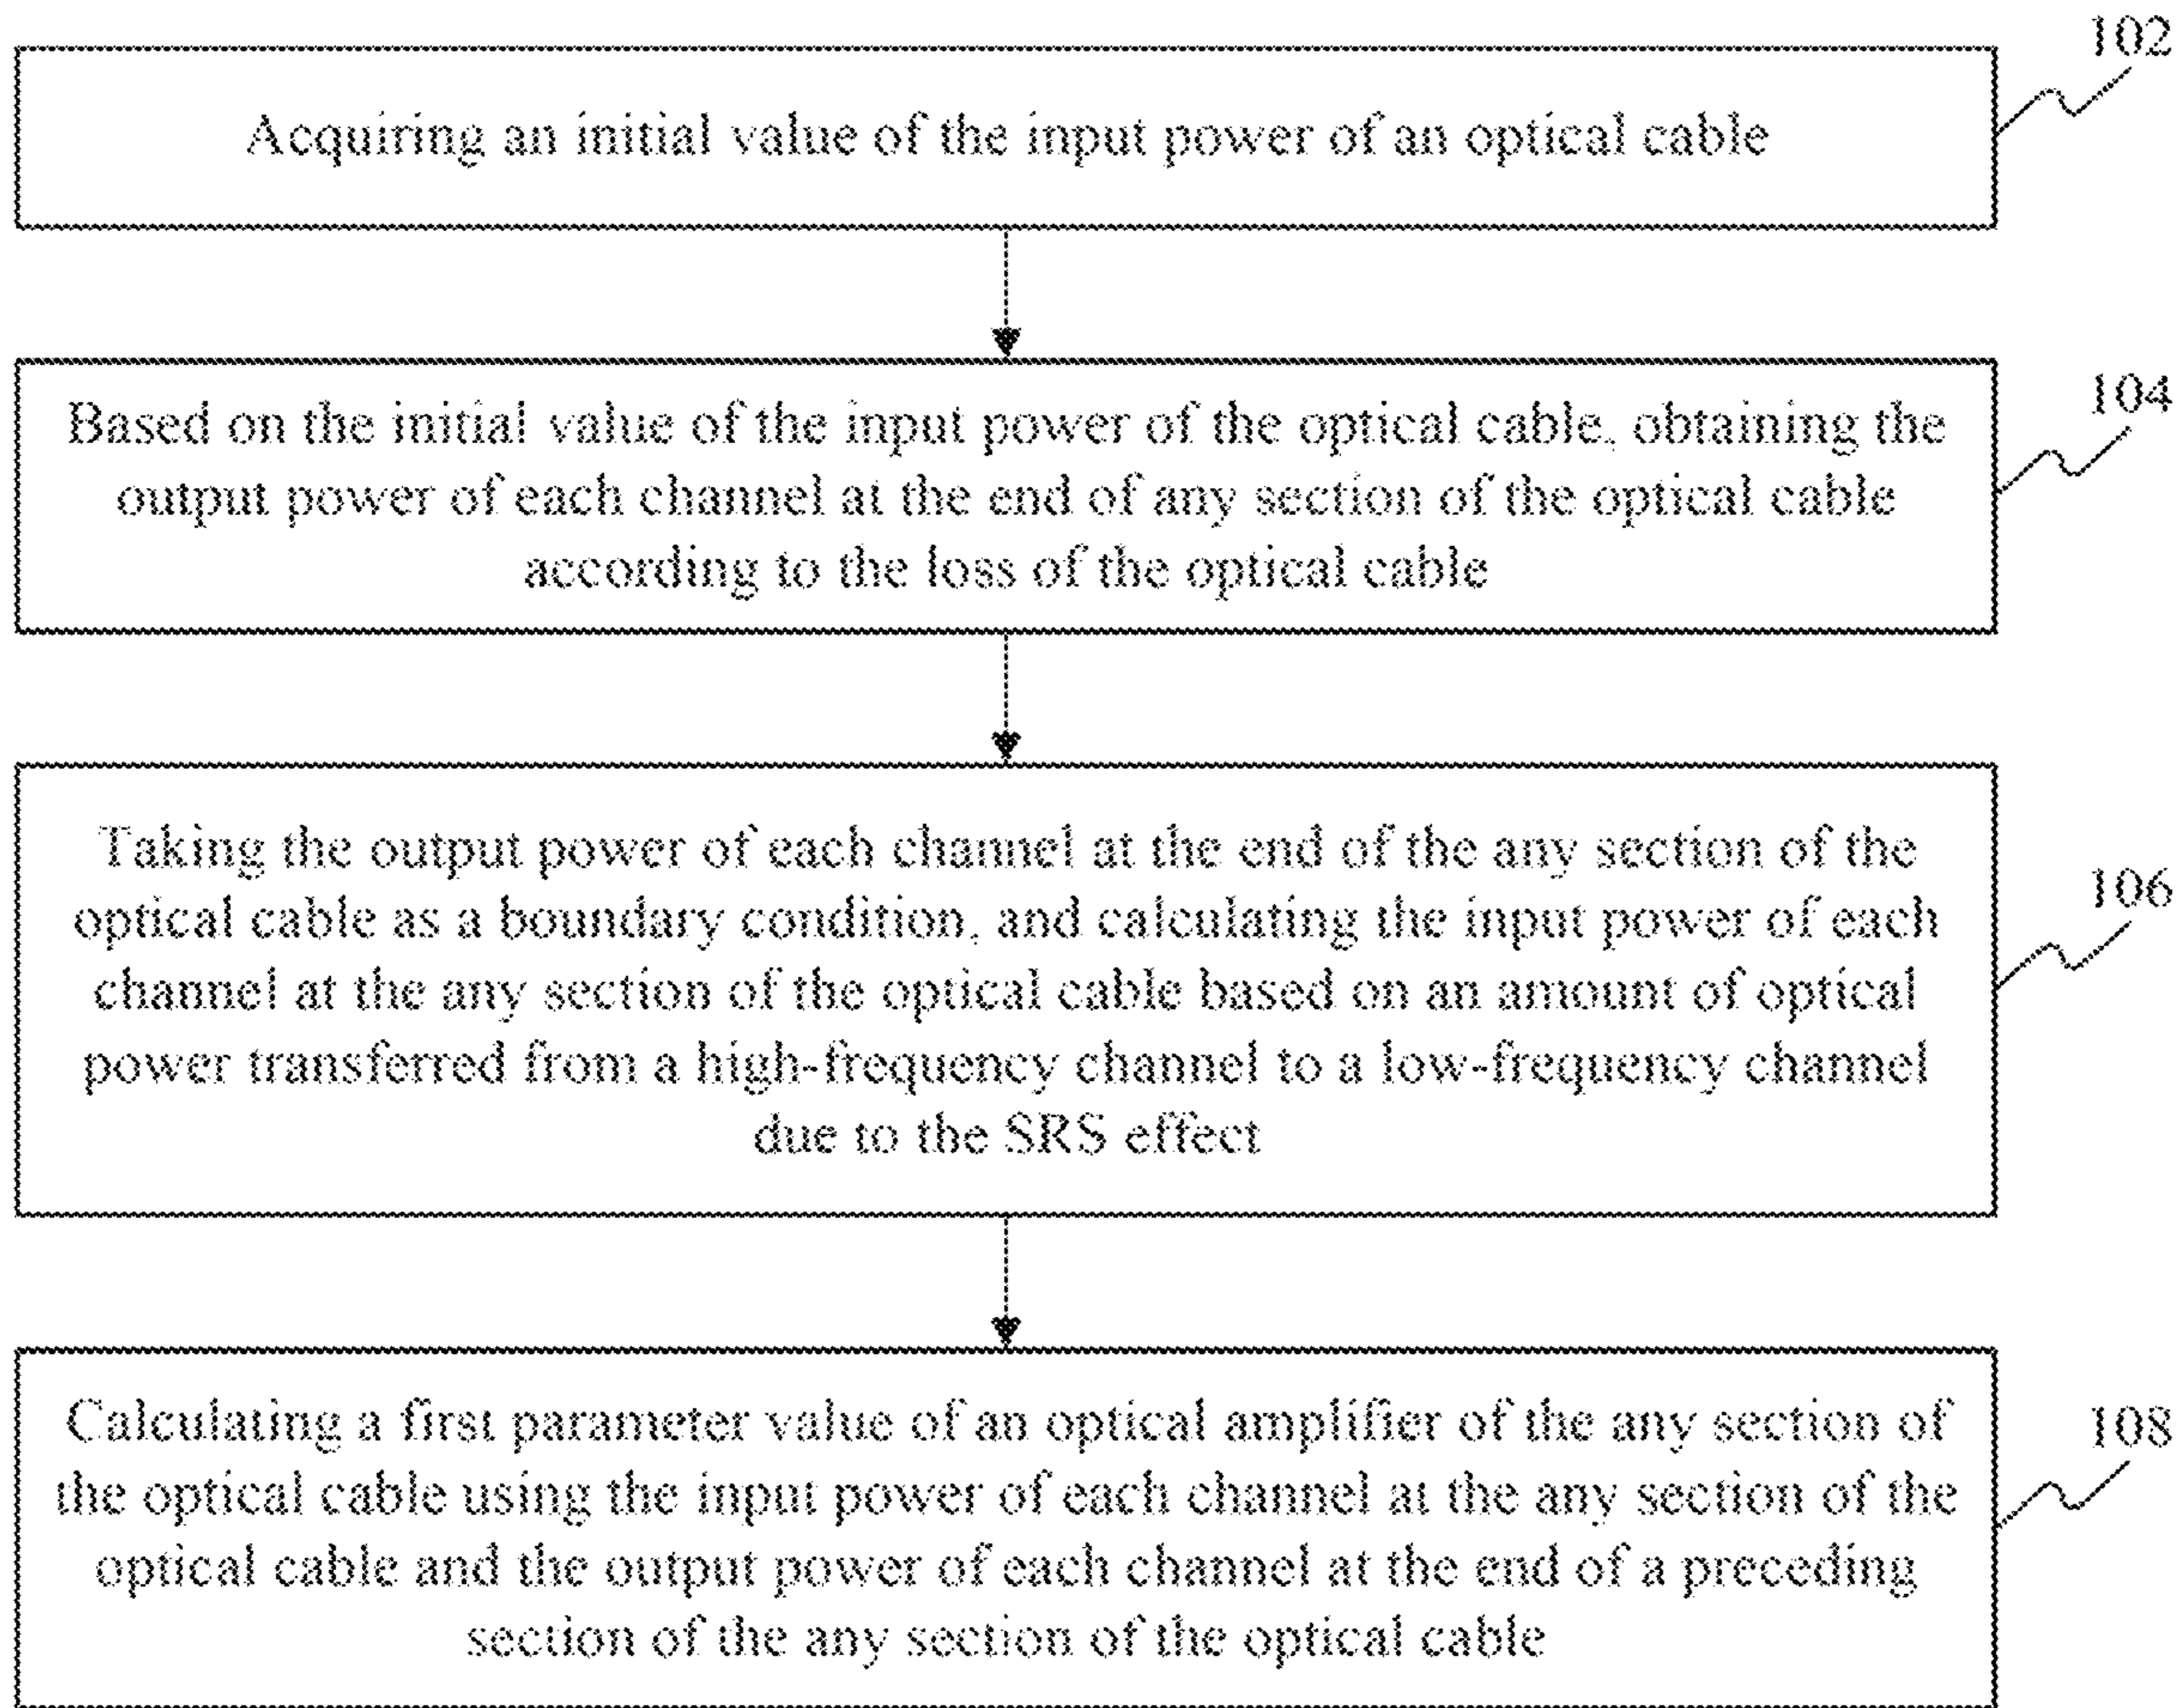 102
Acquiring an initial value of the input power of an optical cable
104
Based on the initial value of the input power of the optical cable, obtaining the
output power of each channel at the end of any section of the optical cable
according to the loss of the optical cable
106
Taking the output power of each channel at the end of the any section of the
optical cable as a boundary condition, and calculating the input power of each
channel at the any section of the optical cable based on an amount of optical
power transferred from a high-frequency channel to a low-frequency channel
due to the SRS effect
108
Calculating a first parameter value of an optical amplifier of the any section of
the optical cable using the input power of each channel at the any section of the
optical cable and the output power of each channel at the end of a preceding
section of the any section of the optical cable